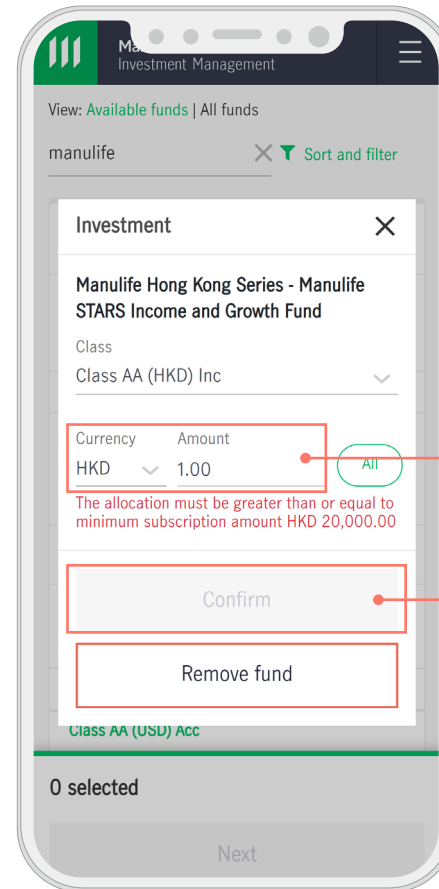 Investment Management
View: Available funds | All funds
manulife
Sort and filter
Investment
Manulife Hong Kong Series - Manulife
STARS Income and Growth Fund
Class
Class AA (HKD) Inc
Currency Amount
HKD 1.00 All
The allocation must be greater than or equal to
minimum subscription amount HKD 20,000.00
Confirm
Remove fund
Class AA (USD) Acc
0 selected
Next